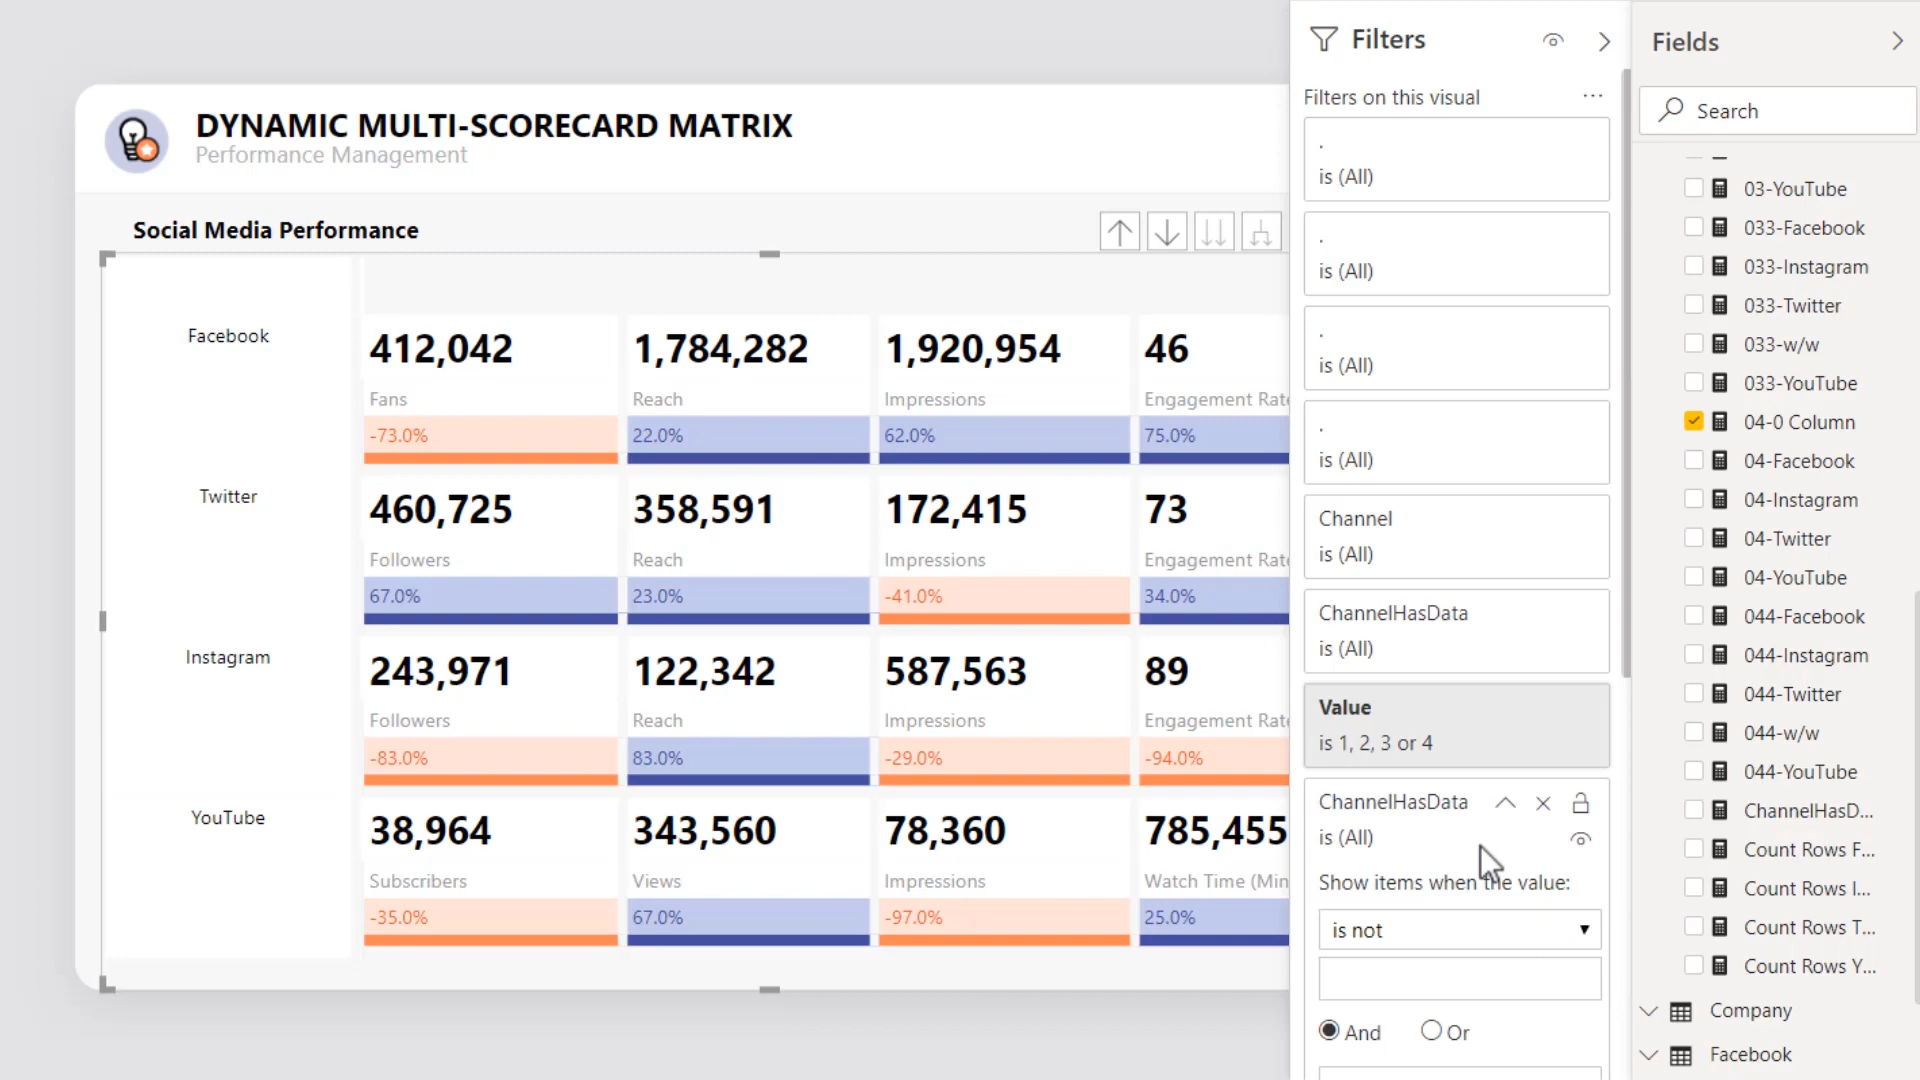 DYNAMIC MULTI-SCORECARD MATRIX
Performance Management
Social Media Performance
Facebook
412,042
1,784,282
1,920,954
46
Fans
Reach
Impressions
Engagement Rate
-73.0%
22.0%
62.0%
75.0%
Twitter
460,725
358,591
172,415
73
Followers
Reach
Impressions
Engagement Rate
67.0%
23.0%
-41.0%
34.0%
Instagram
243,971
122,342
587,563
89
Followers
Reach
Impressions
Engagement Rate
-83.0%
83.0%
-29.0%
-94.0%
YouTube
38,964
343,560
78,360
785,455
Subscribers
Views
Impressions
Watch Time (Min
-35.0%
67.0%
-97.0%
25.0%
Filters
Filters on this visual
...
.
is (All)
.
is (All)
.
is (All)
.
is (All)
Channel
is (All)
ChannelHasData
is (All)
Value
is 1, 2, 3 or 4
ChannelHasData
is (All)
Show items when the value:
is not
And
Or
Fields
Search
03-YouTube
033-Facebook
033-Instagram
033-Twitter
033-w/w
033-YouTube
04-0 Column
04-Facebook
04-Instagram
04-Twitter
04-YouTube
044-Facebook
044-Instagram
044-Twitter
044-w/w
044-YouTube
ChannelHasD...
Count Rows F...
Count Rows I...
Count Rows T...
Count Rows Y...
Company
Facebook